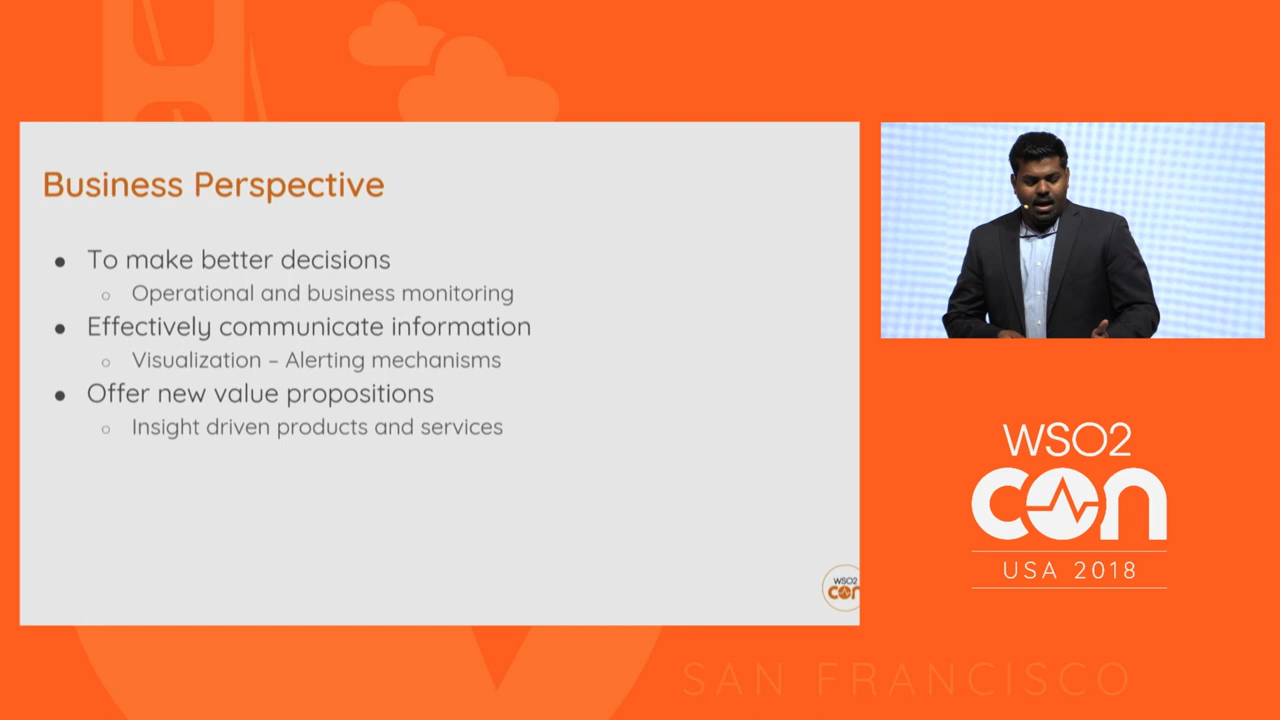 Business Perspective
● To make better decisions
○ Operational and business monitoring
● Effectively communicate information
○ Visualization – Alerting mechanisms
● Offer new value propositions
○ Insight driven products and services
WSO2
con
WSO2
con
USA 2018
SAN FRANCISCO